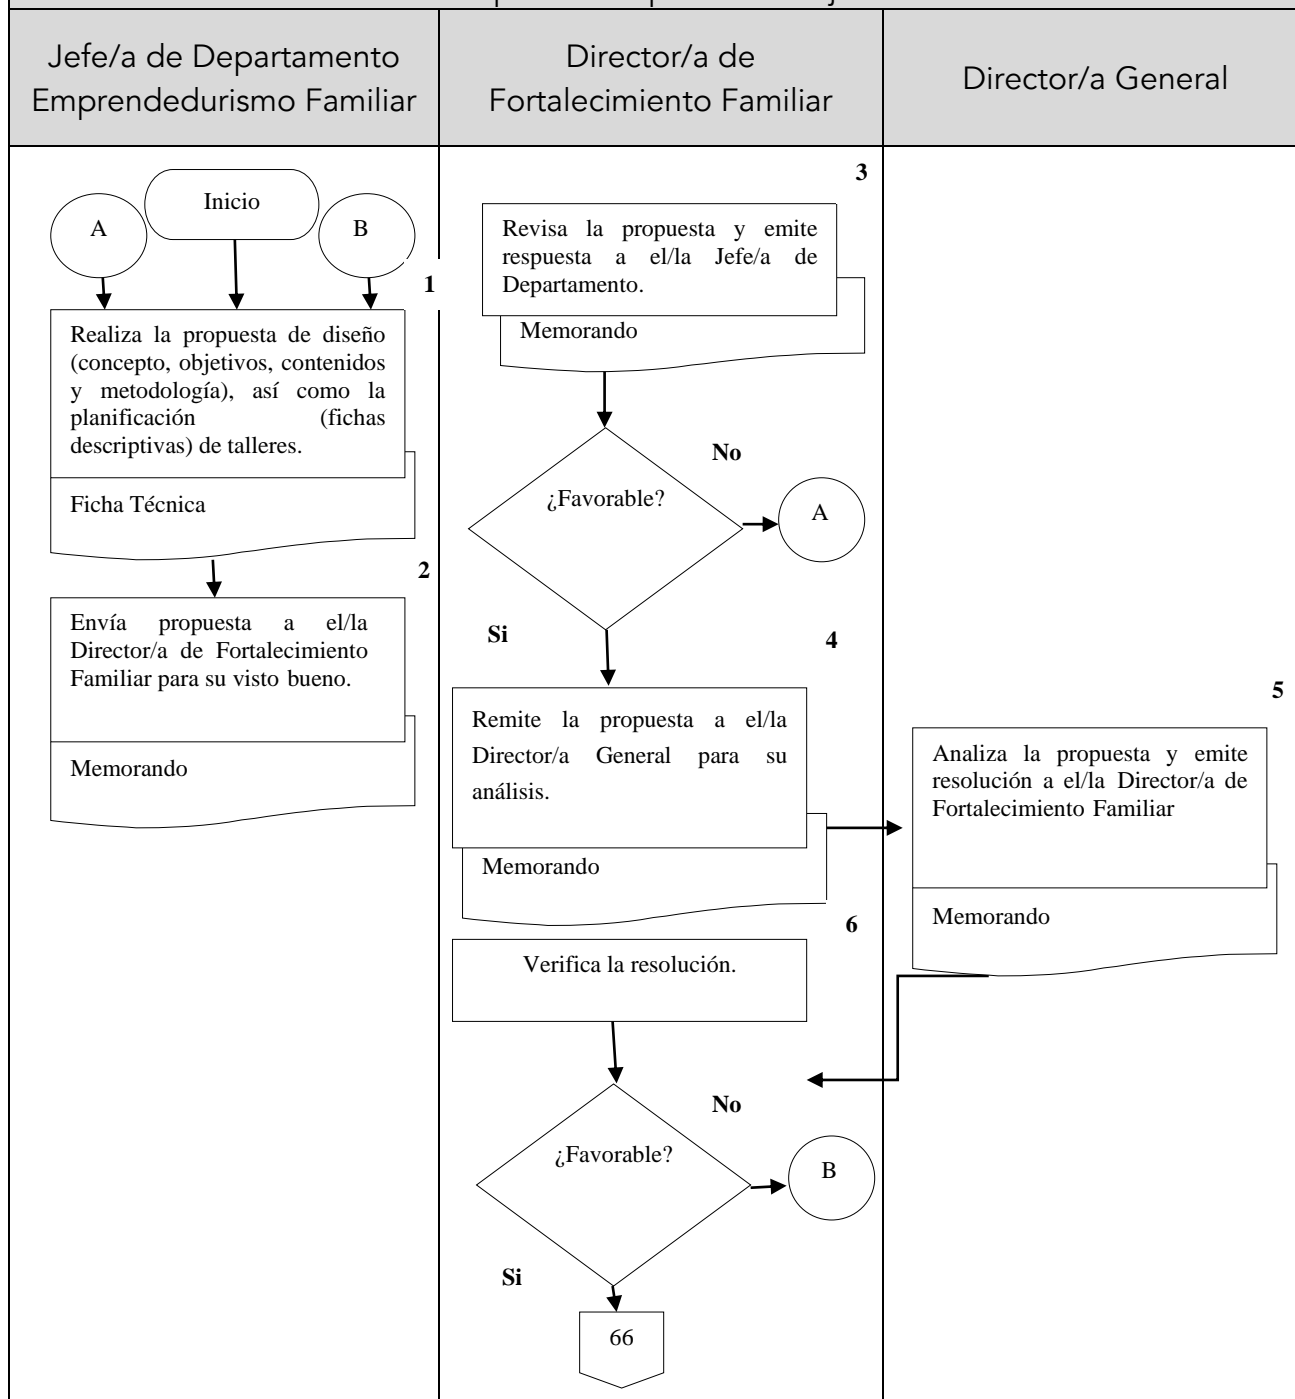 Jefe/a de Departamento
Emprendedurismo Familiar
Director/a de
Fortalecimiento Familiar
Director/a General
A
Inicio
B
1
Realiza la propuesta de diseño
(concepto, objetivos, contenidos
y metodología), así como la
planificación (fichas
descriptivas) de talleres.
Ficha Técnica
2
Envía propuesta a el/la
Director/a de Fortalecimiento
Familiar para su visto bueno.
Memorando
3
Revisa la propuesta y emite
respuesta a el/la Jefe/a de
Departamento.
Memorando
¿Favorable?
No
A
Si
4
Remite la propuesta a el/la
Director/a General para su
análisis.
Memorando
5
Analiza la propuesta y emite
resolución a el/la Director/a de
Fortalecimiento Familiar
Memorando
6
Verifica la resolución.
¿Favorable?
No
B
Si
66